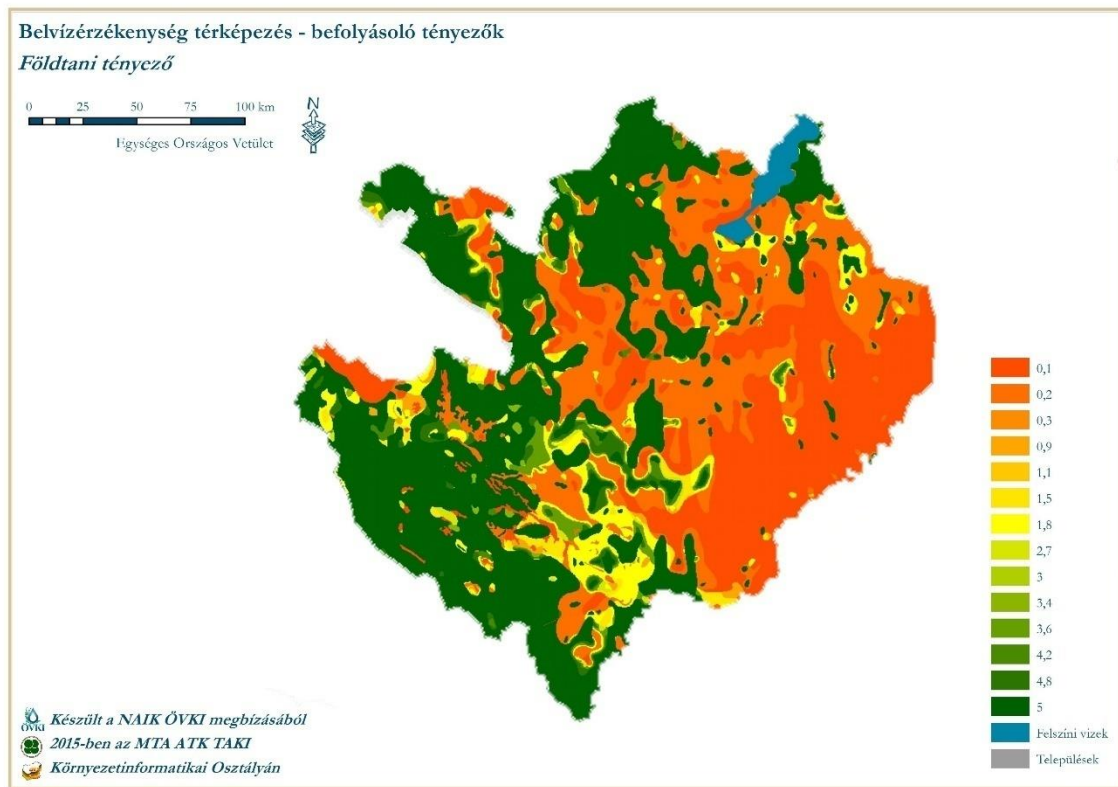 Belvízérzékenység térképezés - befolyásoló tényezők
Földtani tényező
0 25 50 75 100 km
N
Egységes Országos Vetület
0,1
0,2
0,3
0,9
1,1
1,5
1,8
2,7
3
3,4
3,6
4,2
4,8
5
Felszíni vizek
Települések
ÖVKI
Készült a NAIK ÖVKI megbízásából
2015-ben az MTA ATK TAKI
Környezetinformatikai Osztályán